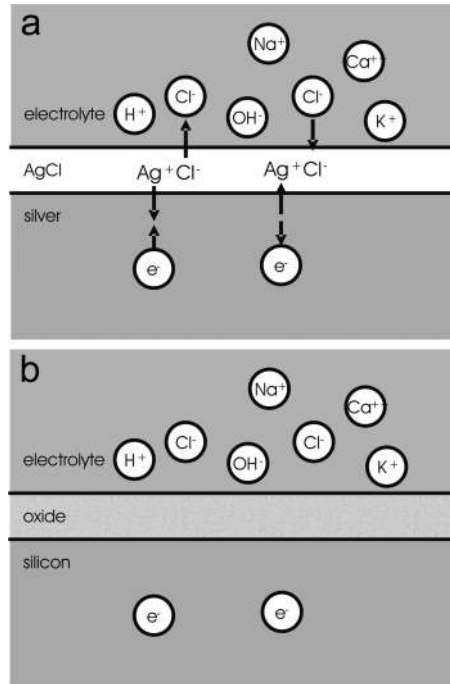 a
Na+
Ca++
Cl-
Cl-
H+
OH-
K+
electrolyte
AgCl
Ag+Cl-
Ag+Cl-
silver
e-
e-
b
Na+
Ca++
Cl-
Cl-
H+
OH-
K+
electrolyte
oxide
silicon
e-
e-